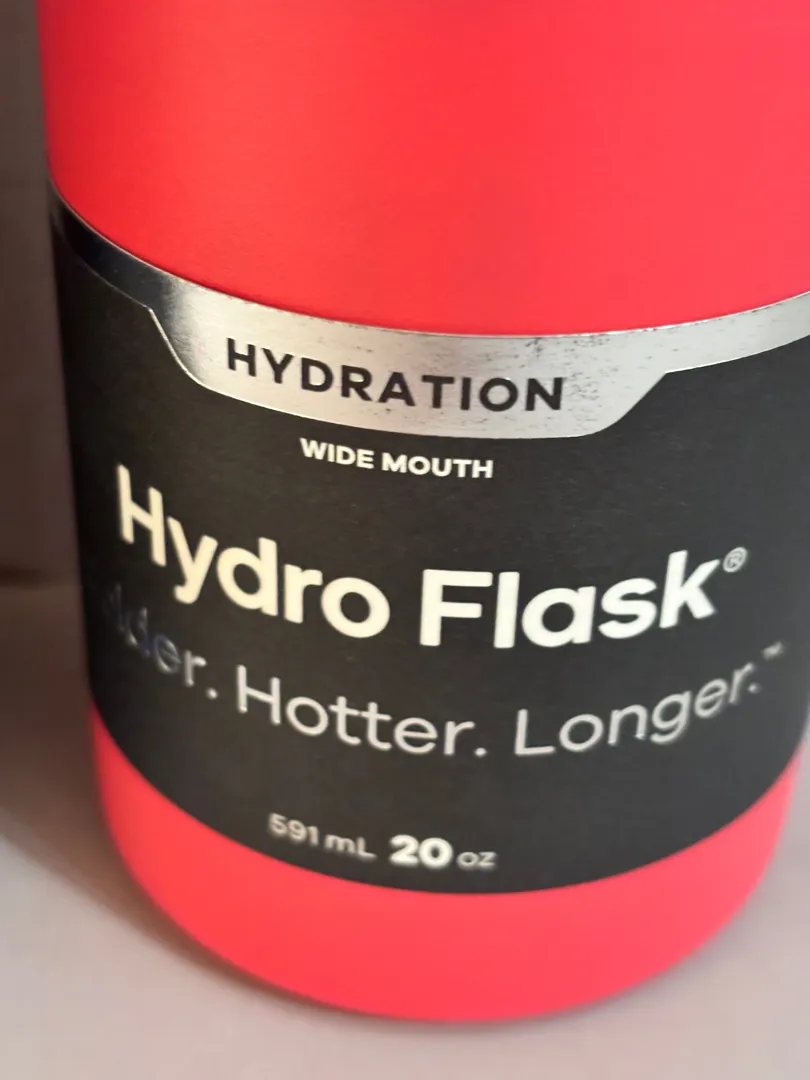 HYDRATION
WIDE MOUTH
Hydro Flask®
Hotter. Longer.™
591 mL 20 oz